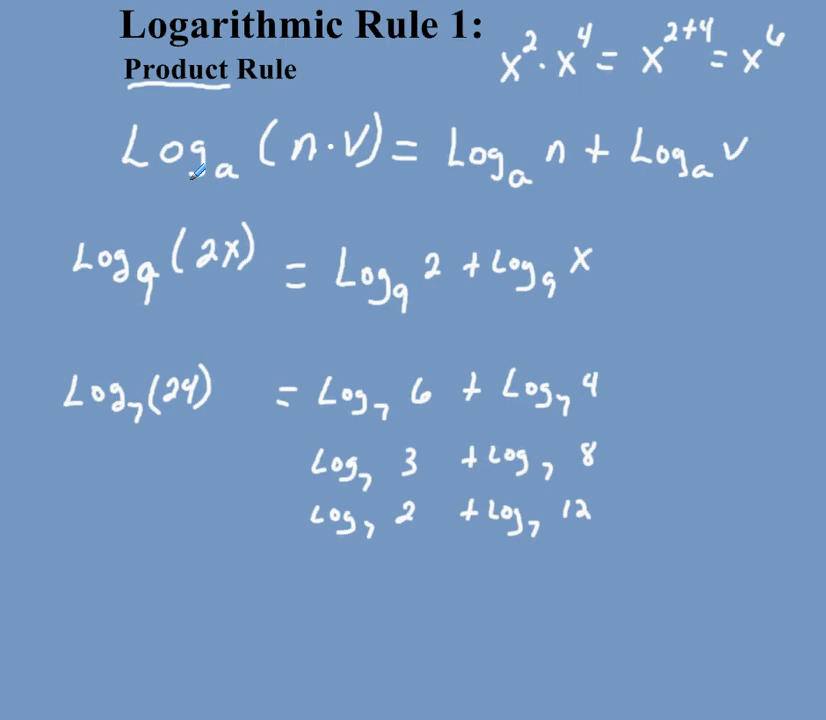 Logarithmic Rule 1:
Product Rule
x² · x⁴ = x²⁺⁴ = x⁶
Logₐ (n · v) = Logₐ n + Logₐ v
Log₉ (2x) = Log₉ 2 + Log₉ x
Log₇ (24) = Log₇ 6 + Log₇ 4
Log₇ 3 + Log₇ 8
Log₇ 2 + Log₇ 12